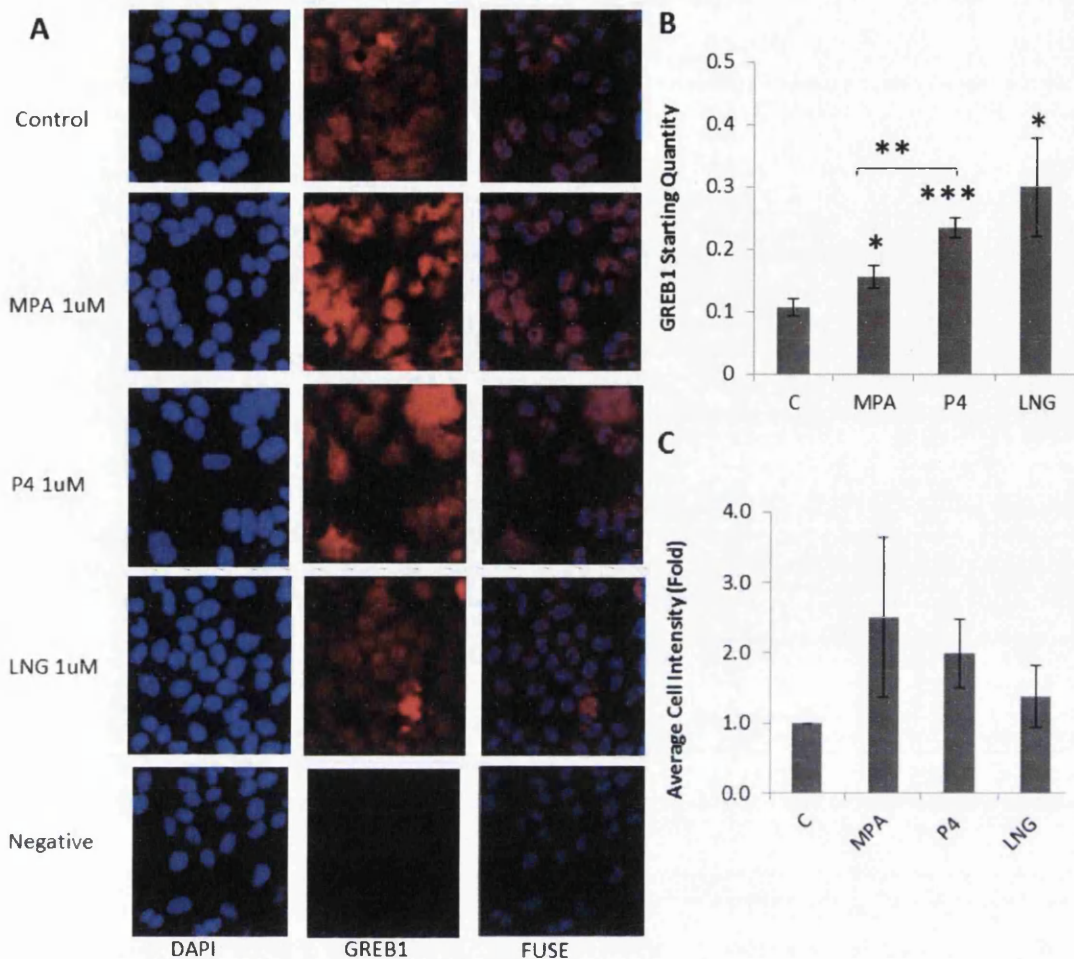 A
Control
MPA 1uM
P4 1uM
LNG 1uM
Negative
DAPI GREB1 FUSE
B
GREB1 Starting Quantity
0.5
0.4
0.3
0.2
0.1
0
*
**
***
*
C MPA P4 LNG
C
Average Cell Intensity (Fold)
4.0
3.0
2.0
1.0
0.0
C MPA P4 LNG